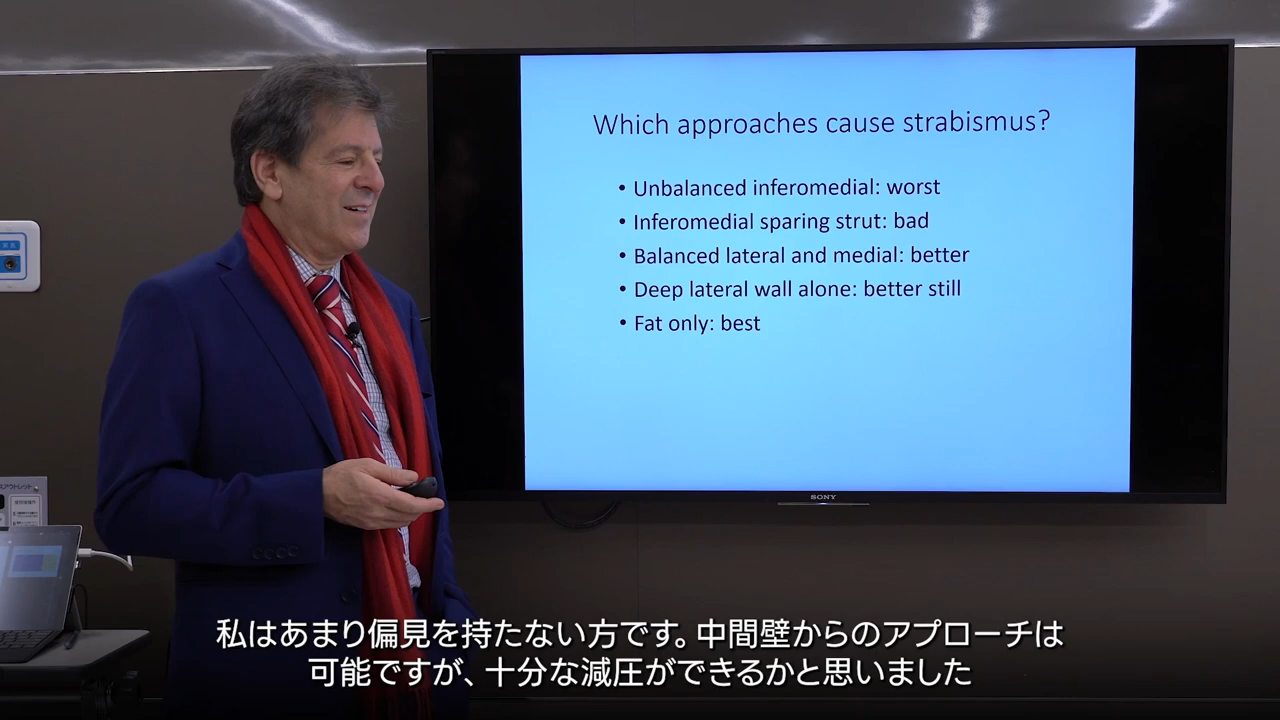 Which approaches cause strabismus?
• Unbalanced inferomedial: worst
• Inferomedial sparing strut: bad
• Balanced lateral and medial: better
• Deep lateral wall alone: better still
• Fat only: best
SONY
私はあまり偏見を持たない方です。中間壁からのアプローチは
可能ですが、十分な減圧ができるかと思いました